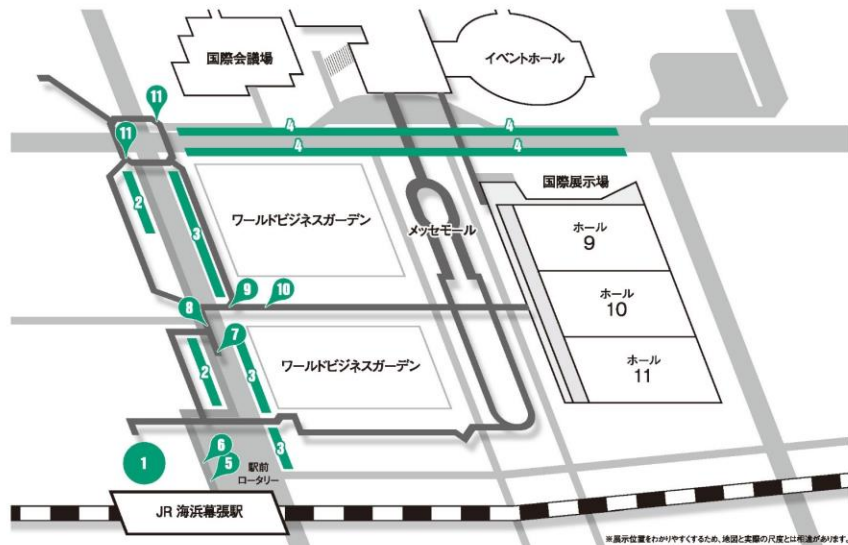 国際会議場
イベントホール
11
11
4
4
4
4
国際展示場
2
3
ワールドビジネスガーデン
メッセモール
ホール
9
9
10
ホール
10
8
7
ホール
11
2
3
ワールドビジネスガーデン
3
6
5
1
駅前
ロータリー
JR 海浜幕張駅
※展示位置をわかりやすくするため、地図と実際の尺度とは相違があります。